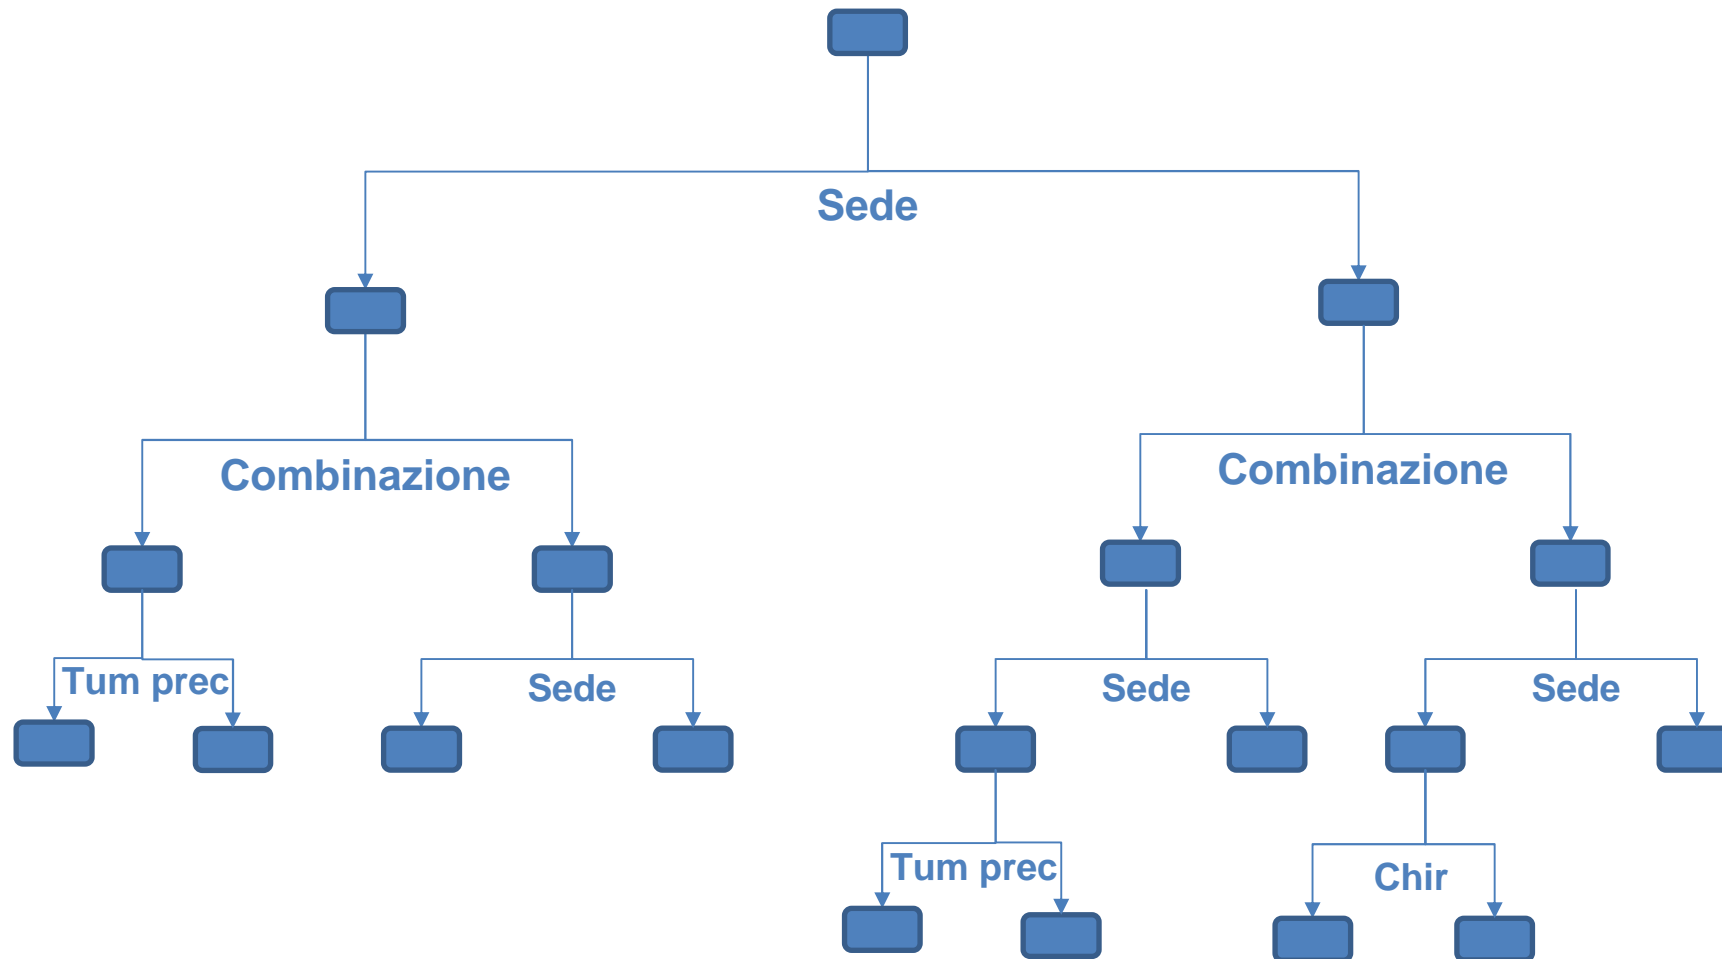 Sede
Combinazione
Combinazione
Tum prec
Sede
Sede
Sede
Tum prec
Chir